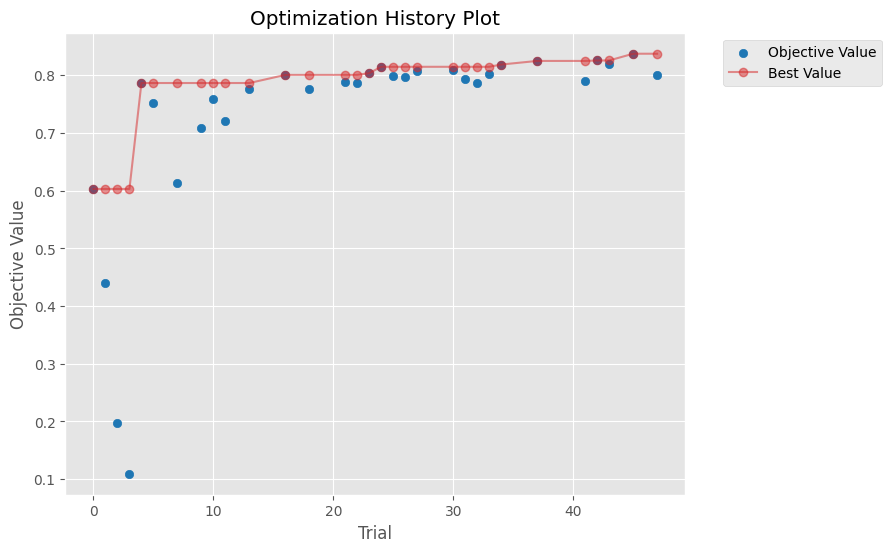 Optimization History Plot
Objective Value
Best Value
Objective Value
0.8
0.7
0.6
0.5
0.4
0.3
0.2
0.1
0
10
20
30
40
Trial